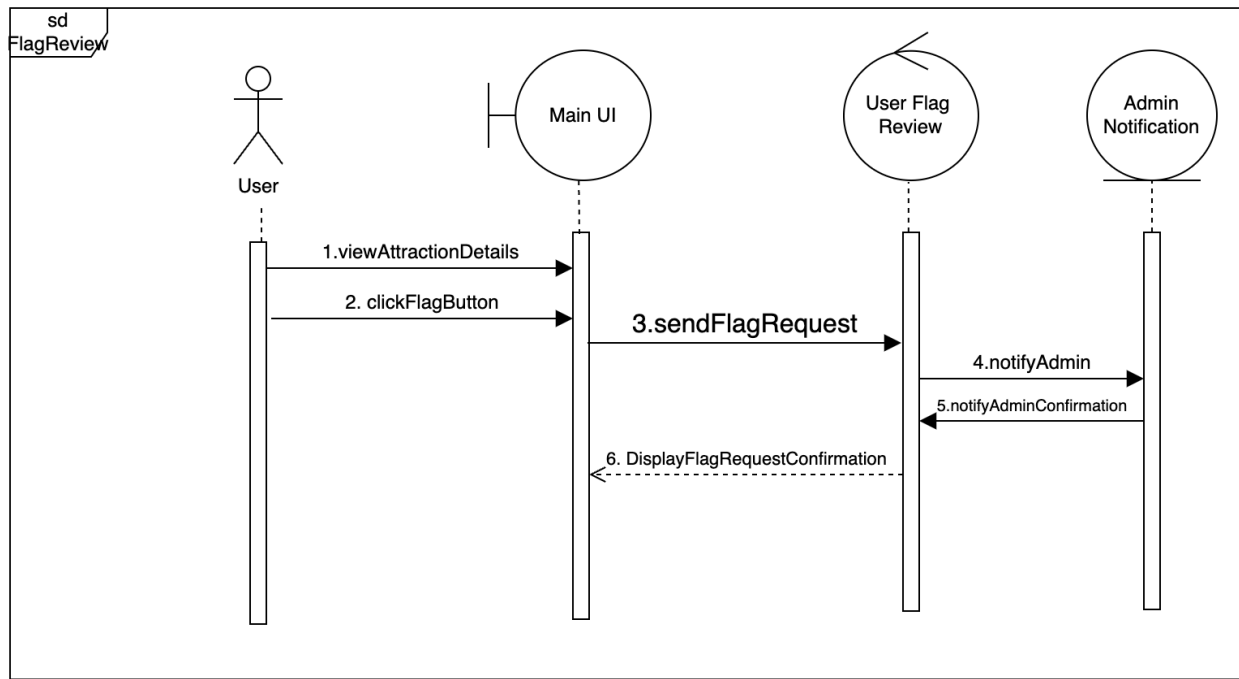 sd
FlagReview
User
Main UI
User Flag
Review
Admin
Notification
1.viewAttractionDetails
2. clickFlagButton
3.sendFlagRequest
4.notifyAdmin
5.notifyAdminConfirmation
6. DisplayFlagRequestConfirmation